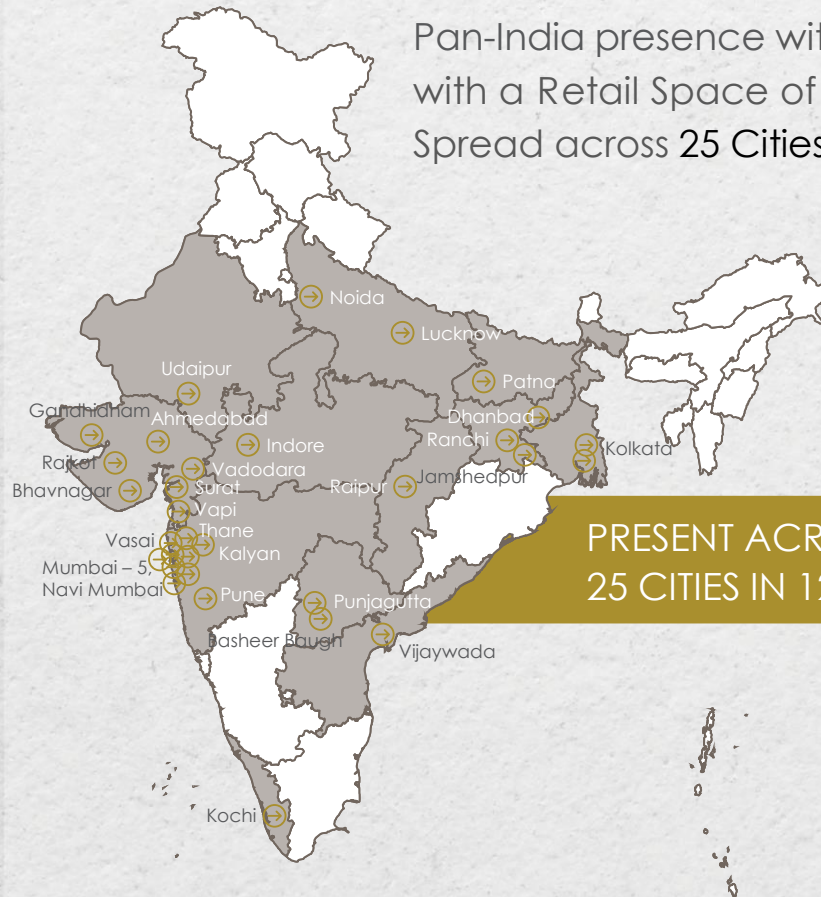 Pan-India presence wit
with a Retail Space of
Spread across 25 Cities
Noida
Lucknow
Udaipur
Patna
Gandhidham
Ahmedabad
Dhanbad
Indore
Ranchi
Kolkata
Rajkot
Vadodara
Jamshedpur
Bhavnagar
Surat
Raipur
Vapi
Thane
Vasai
Kalyan
Mumbai – 5,
Navi Mumbai
Pune
Punjagutta
Basheer Baugh
Vijaywada
PRESENT ACR
25 CITIES IN 12
Kochi